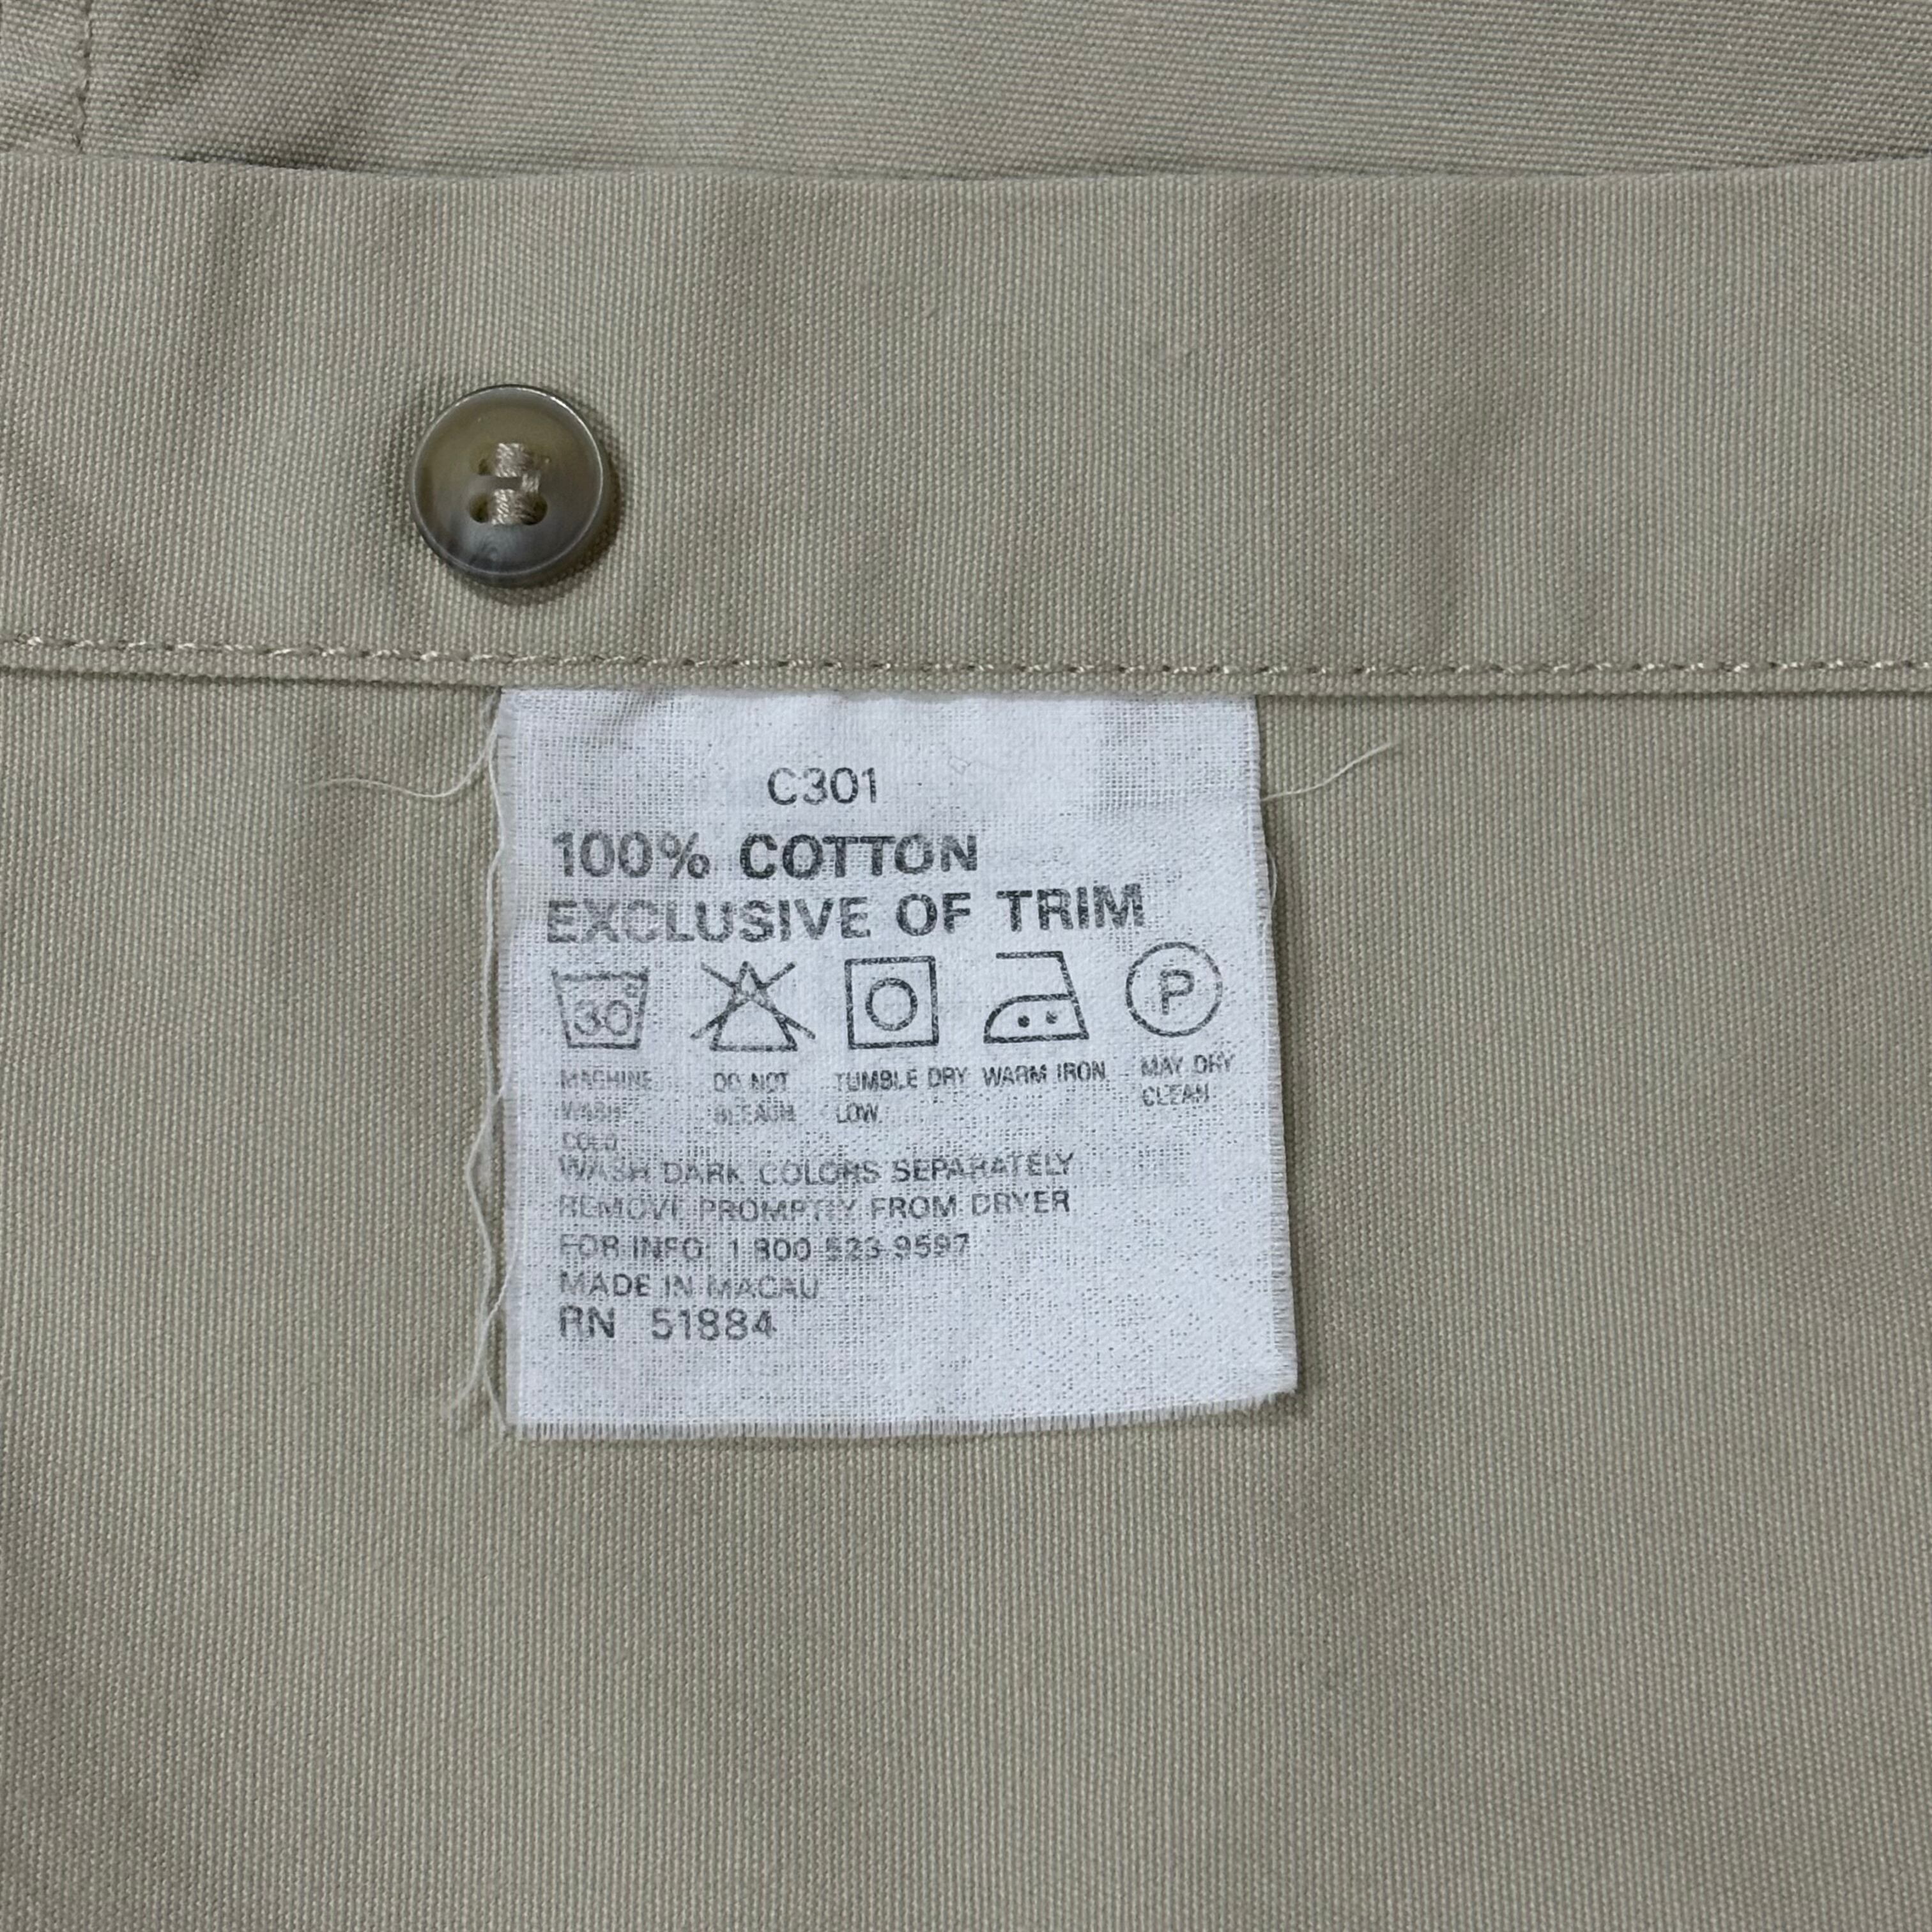 C301
100% COTTON
EXCLUSIVE OF TRIM
30°C P
MACHINE DO NOT TUMBLE DRY WARM IRON MAY DRY
WASH BLEACH LOW CLEAN
COLD
WASH DARK COLORS SEPARATELY
REMOVE PROMPTLY FROM DRYER
FOR INFO: 1 800 523 9597
MADE IN MACAU
RN 51884